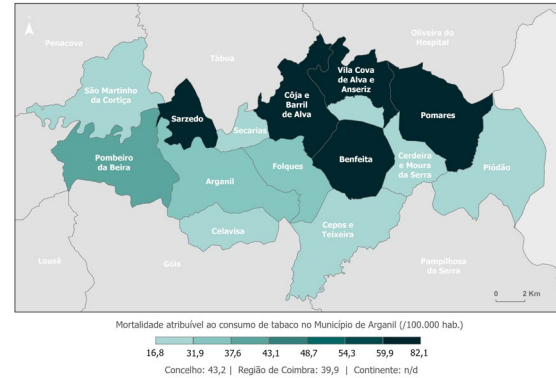 N
Penacova
Oliveira do
Hospital
Tábua
São Martinho
da Cortiça
Sarzedo
Secarias
Côja e
Barril
de Alva
Vila Cova
de Alva e
Anseriz
Pomares
Pombeiro
da Beira
Arganil
Folques
Benfeita
Cerdeira
e Moura
da Serra
Piódão
Celavisa
Cepos e
Teixeira
Lousã
Góis
Pampilhosa
da Serra
0 2 Km
Mortalidade atribuível ao consumo de tabaco no Município de Arganil (/100.000 hab.)
16,8 31,9 37,6 43,1 48,7 54,3 59,9 82,1
Concelho: 43,2 | Região de Coimbra: 39,9 | Continente: n/d